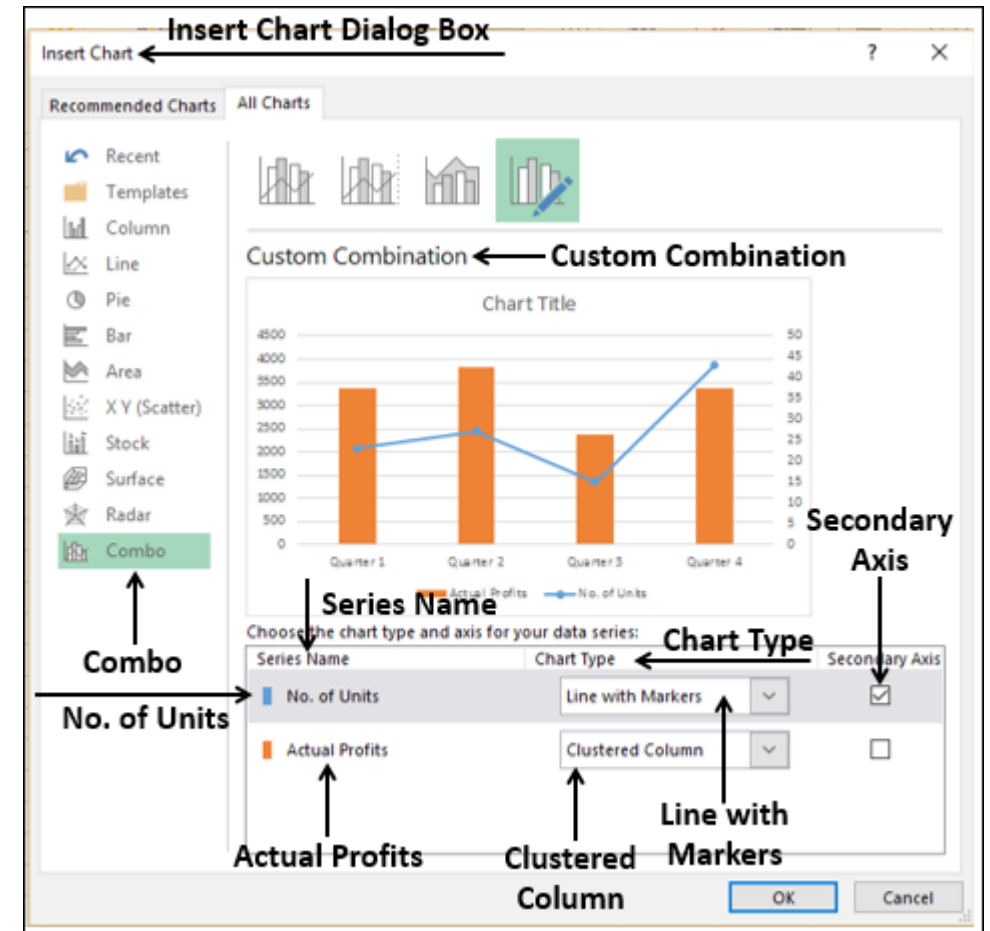 Insert Chart Dialog Box
Insert Chart
?
Recommended Charts
All Charts
Recent
Templates
Column
Line
Pie
Bar
Area
X Y (Scatter)
Stock
Surface
Radar
Combo
Custom Combination
Custom Combination
Chart Title
4500
4000
3500
3000
2500
2000
1500
1000
500
0
50
45
40
35
30
25
20
15
10
5
0
Quarter 1
Quarter 2
Quarter 3
Quarter 4
Actual Profits
No. of Units
Secondary
Axis
Series Name
Choose the chart type and axis for your data series:
Chart Type
Series Name
Chart Type
Secondary Axis
Combo
No. of Units
No. of Units
Line with Markers
Actual Profits
Clustered Column
Actual Profits
Clustered
Column
Line with
Markers
OK
Cancel